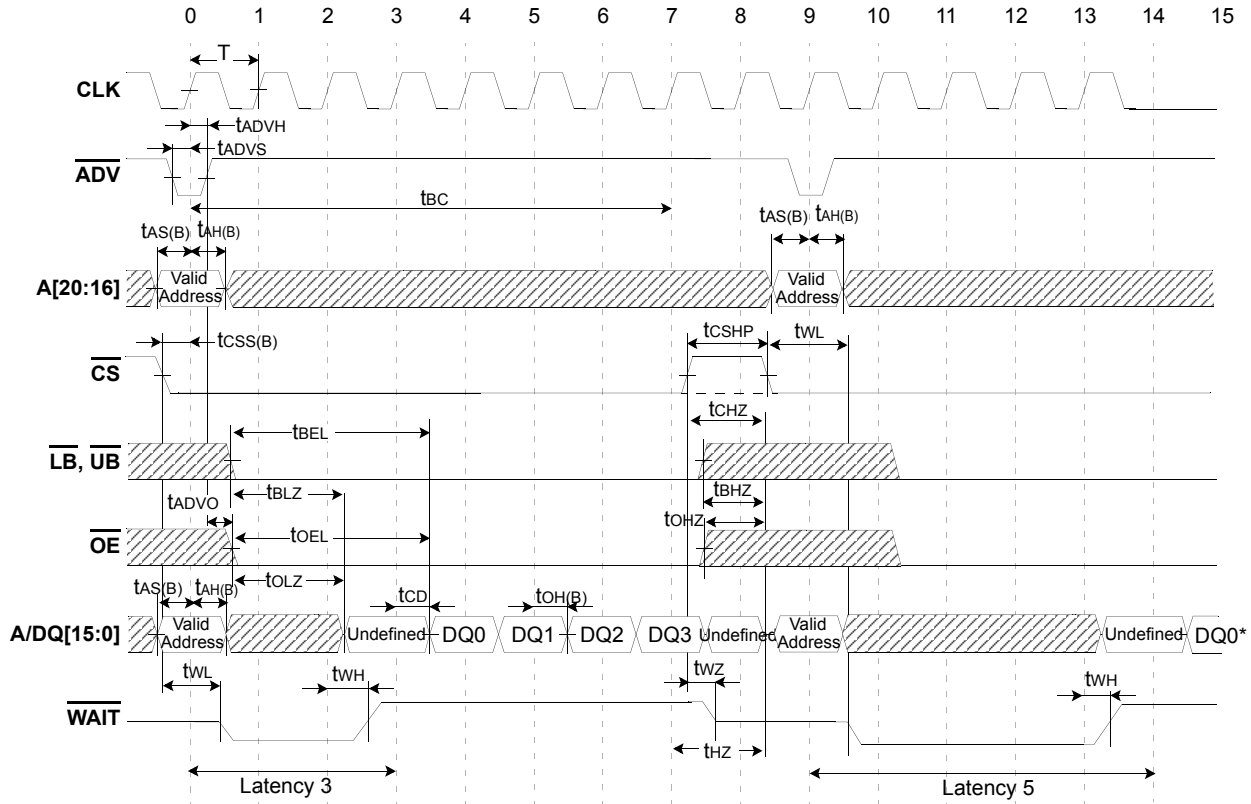 0 1 2 3 4 5 6 7 8 9 10 11 12 13 14 15
T
CLK
tADVH
tADVS
ADV
tBC
tAS(B) tAH(B)
tAS(B) tAH(B)
A[20:16]
Valid
Address
Valid
Address
tCSS(B)
tCSHP
tWL
CS
tCHZ
tBEL
LB, UB
tBLZ
tBHZ
tADVO
tOEL
tOHZ
OE
tOLZ
tAS(B) tAH(B)
tCD
tOH(B)
A/DQ[15:0]
Valid
Address
Undefined
DQ0
DQ1
DQ2
DQ3
Undefined
Valid
Address
Undefined
DQ0*
tWL
tWH
tWZ
tWH
WAIT
tHZ
Latency 3
Latency 5